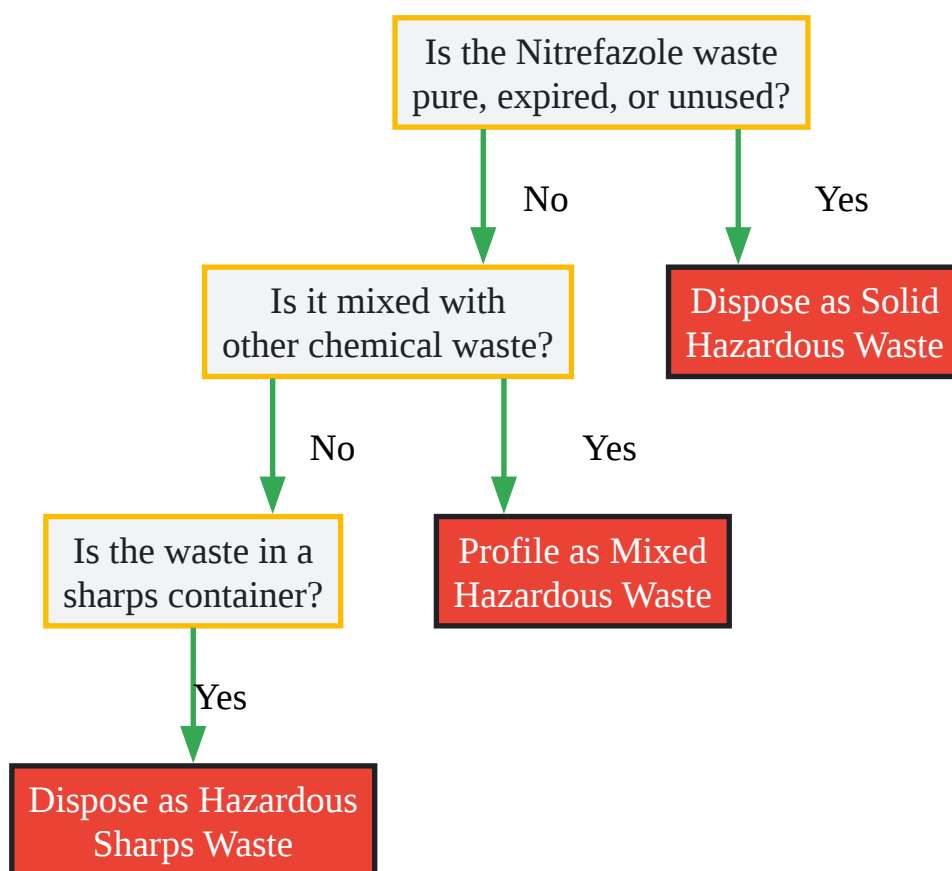 Is the Nitrefazole waste
pure, expired, or unused?
No
Yes
Is it mixed with
other chemical waste?
Dispose as Solid
Hazardous Waste
No
Yes
Is the waste in a
sharps container?
Profile as Mixed
Hazardous Waste
Yes
Dispose as Hazardous
Sharps Waste